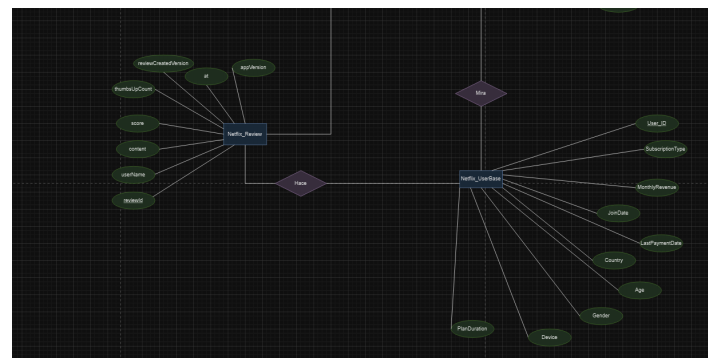 reviewCreatedVersion
at
appVersion
thumbsUpCount
score
content
userName
reviewId
Netflix_Review
Hace
Mira
Netflix_UserBase
User_ID
SubscriptionType
MonthlyRevenue
JoinDate
LastPaymentDate
Country
Age
Gender
Device
PlanDuration